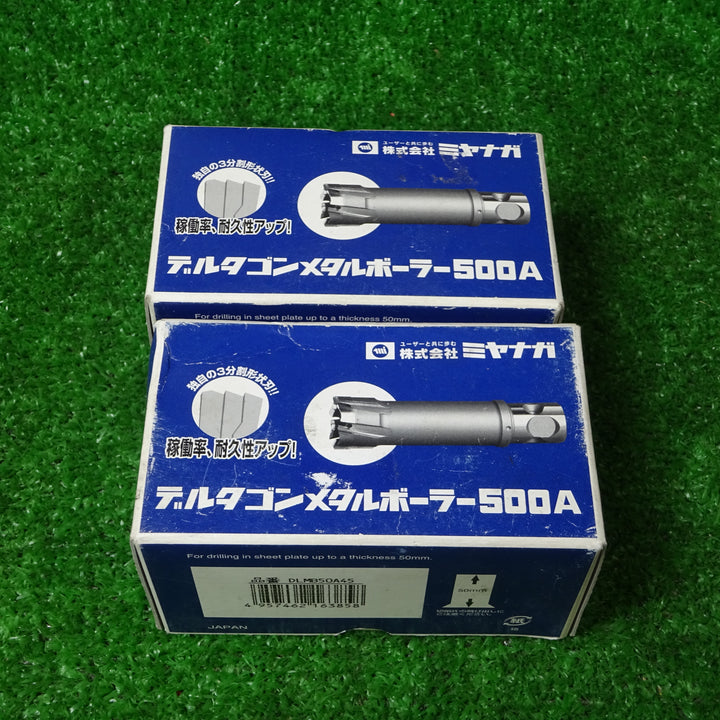 ユーザーと共に歩む
株式会社 ミヤナガ
独自の3分割形状刃!!
稼働率、耐久性アップ!
デルタゴンメタルボーラー500A
For drilling in sheet plate up to a thickness 50mm.
ユーザーと共に歩む
株式会社 ミヤナガ
独自の3分割形状刃!!
稼働率、耐久性アップ!
デルタゴンメタルボーラー500A
For drilling in sheet plate up to a thickness 50mm.
品番 DLMB50A45
4 957462 163858
50mm
JAPAN
紙